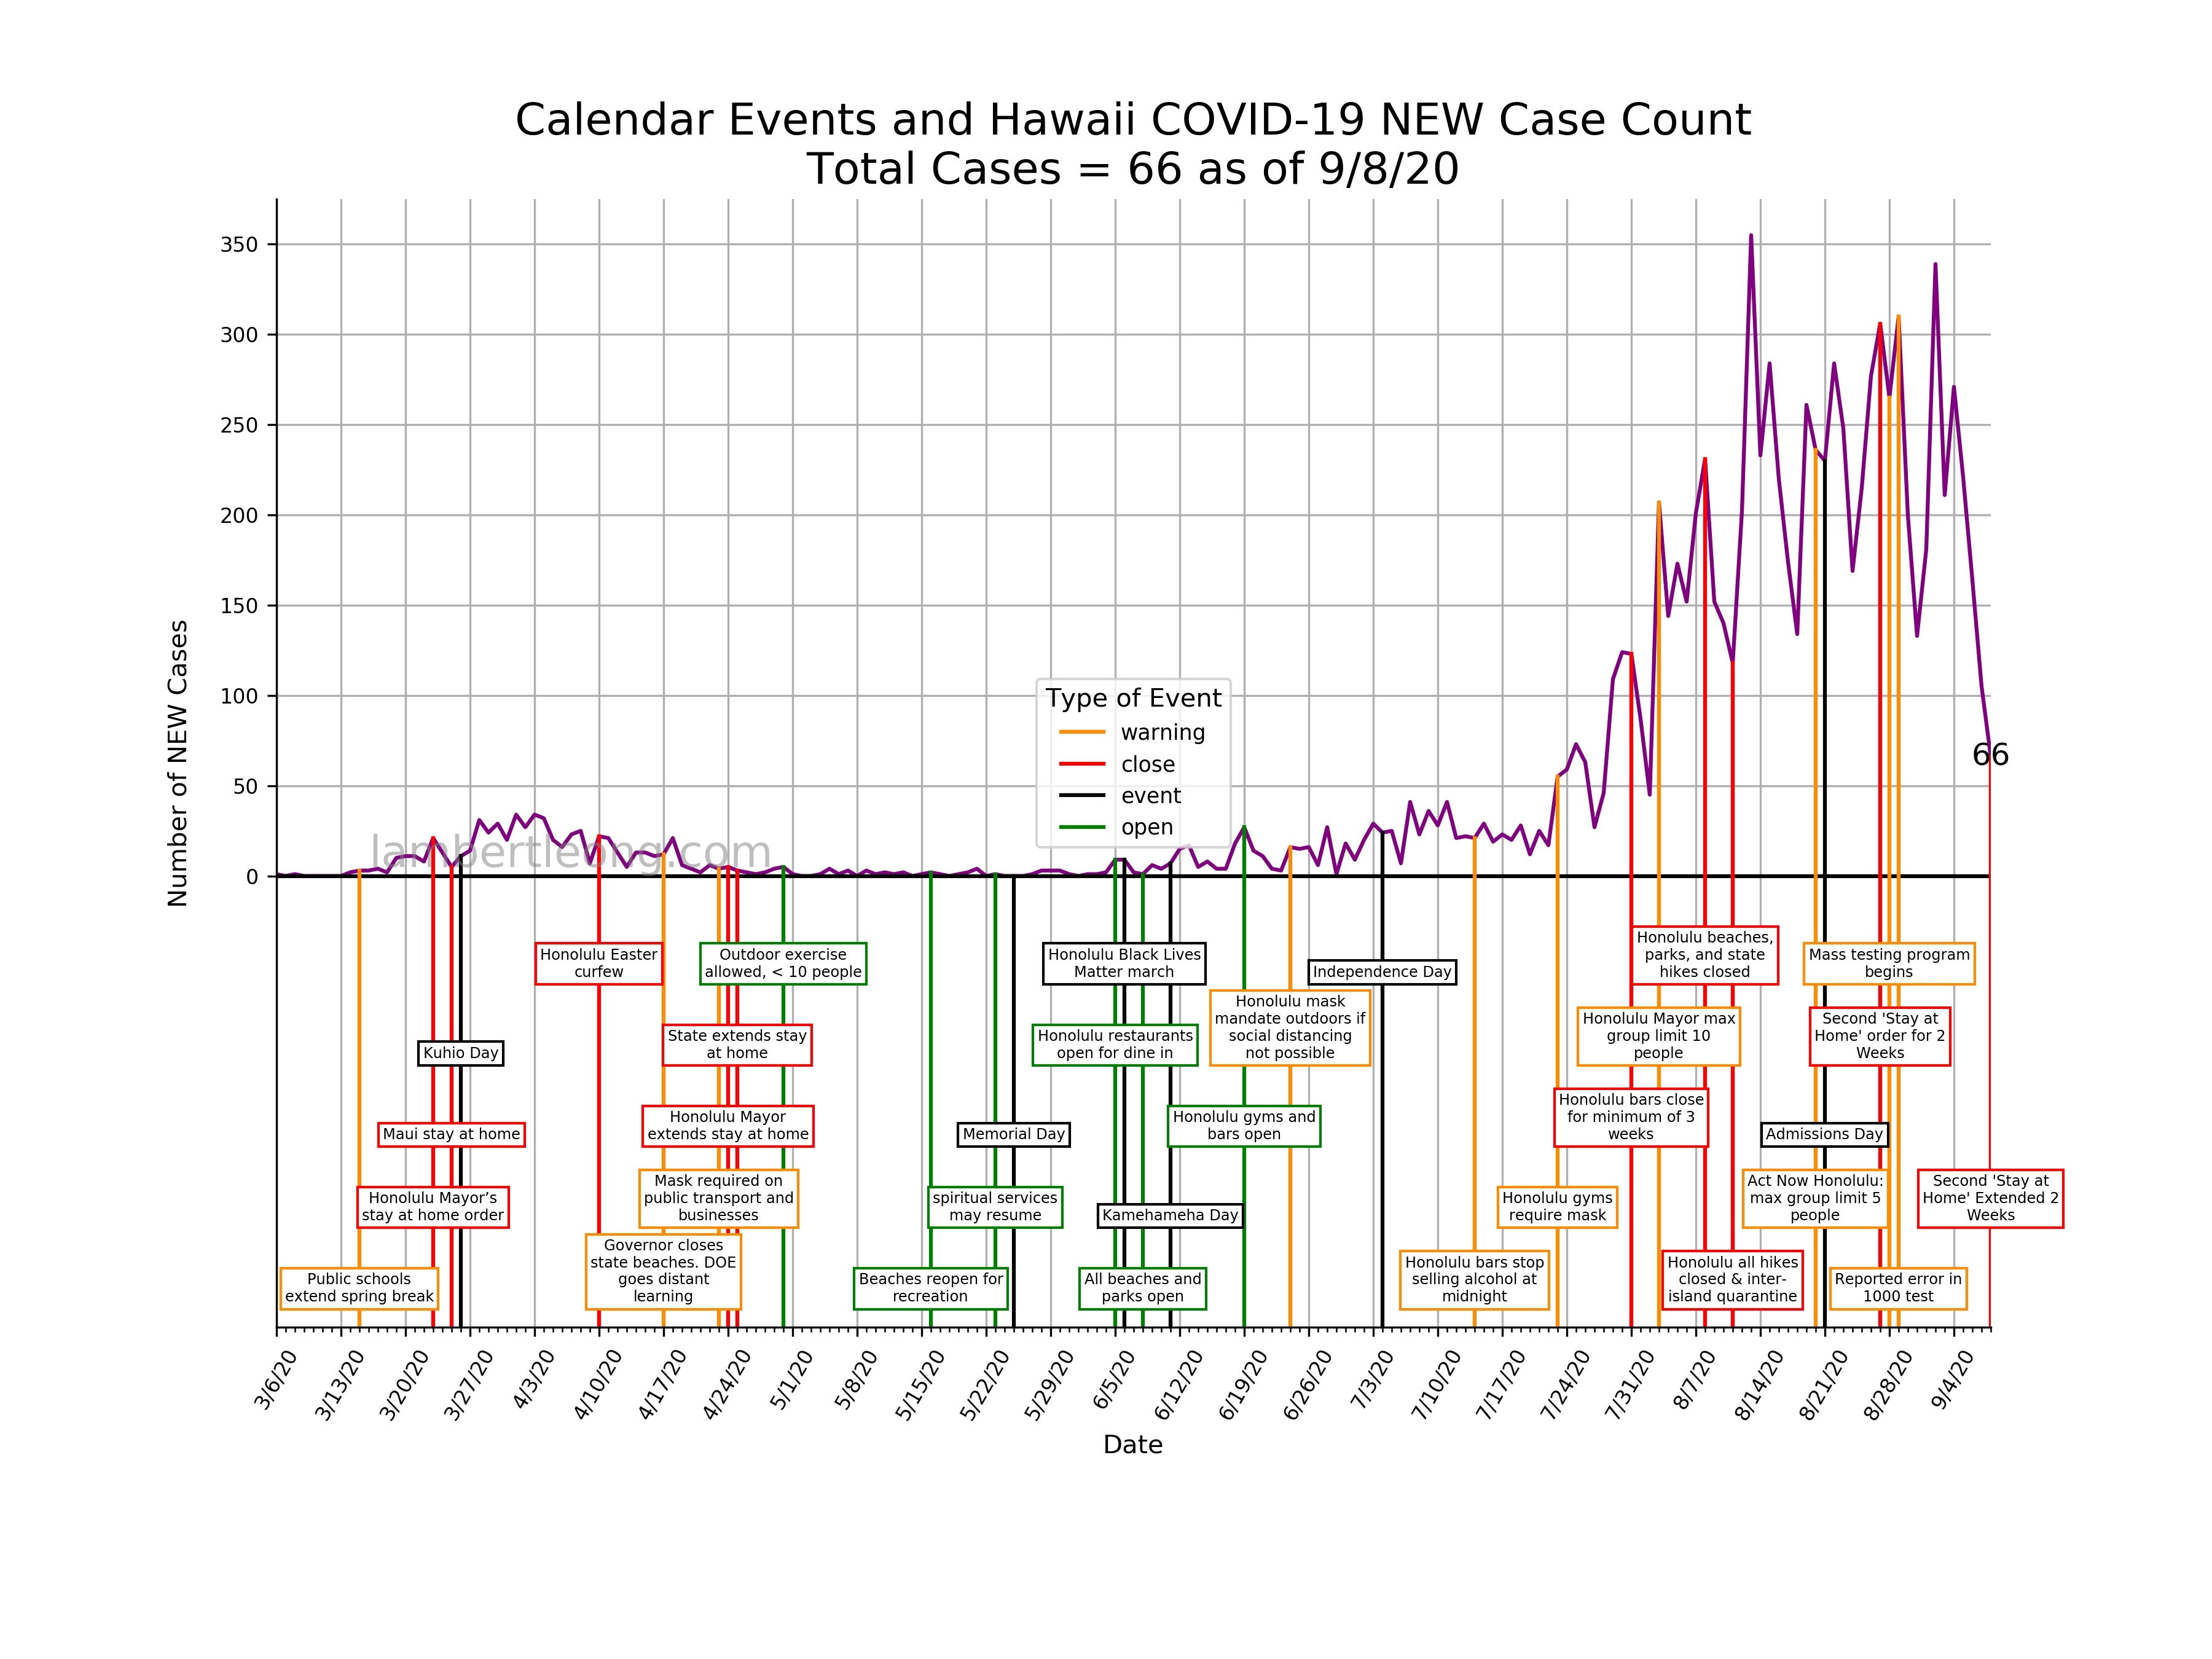 Calendar Events and Hawaii COVID-19 NEW Case Count
Total Cases = 66 as of 9/8/20
350
300
250
200
150
100
50
0
Number of NEW Cases
Type of Event
warning
close
event
open
66
lambertleong.com
Honolulu Easter
curfew
Outdoor exercise
allowed, < 10 people
Honolulu Black Lives
Matter march
Independence Day
Honolulu beaches,
parks, and state
hikes closed
Mass testing program
begins
Kuhio Day
State extends stay
at home
Honolulu restaurants
open for dine in
Honolulu mask
mandate outdoors if
social distancing
not possible
Honolulu Mayor max
group limit 10
people
Second 'Stay at
Home' order for 2
Weeks
Maui stay at home
Honolulu Mayor
extends stay at home
Memorial Day
Honolulu gyms and
bars open
Honolulu bars close
for minimum of 3
weeks
Admissions Day
Honolulu Mayor’s
stay at home order
Mask required on
public transport and
businesses
spiritual services
may resume
Kamehameha Day
Honolulu gyms
require mask
Act Now Honolulu:
max group limit 5
people
Second 'Stay at
Home' Extended 2
Weeks
Public schools
extend spring break
Governor closes
state beaches. DOE
goes distant
learning
Beaches reopen for
recreation
All beaches and
parks open
Honolulu bars stop
selling alcohol at
midnight
Honolulu all hikes
closed & inter-
island quarantine
Reported error in
1000 test
3/6/20
3/13/20
3/20/20
3/27/20
4/3/20
4/10/20
4/17/20
4/24/20
5/1/20
5/8/20
5/15/20
5/22/20
5/29/20
6/5/20
6/12/20
6/19/20
6/26/20
7/3/20
7/10/20
7/17/20
7/24/20
7/31/20
8/7/20
8/14/20
8/21/20
8/28/20
9/4/20
Date